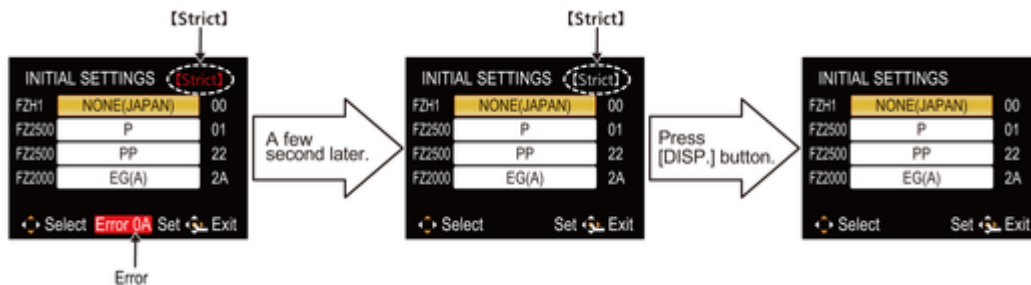 【Strict】
INITIAL SETTINGS 【Strict】
FZH1 NONE(JAPAN) 00
FZ2500 P 01
FZ2500 PP 22
FZ2000 EG(A) 2A
Select Error 0A Set Exit
Error
A few
second later.
【Strict】
INITIAL SETTINGS 【Strict】
FZH1 NONE(JAPAN) 00
FZ2500 P 01
FZ2500 PP 22
FZ2000 EG(A) 2A
Select Set Exit
Press
[DISP.] button.
INITIAL SETTINGS
FZH1 NONE(JAPAN) 00
FZ2500 P 01
FZ2500 PP 22
FZ2000 EG(A) 2A
Select Set Exit